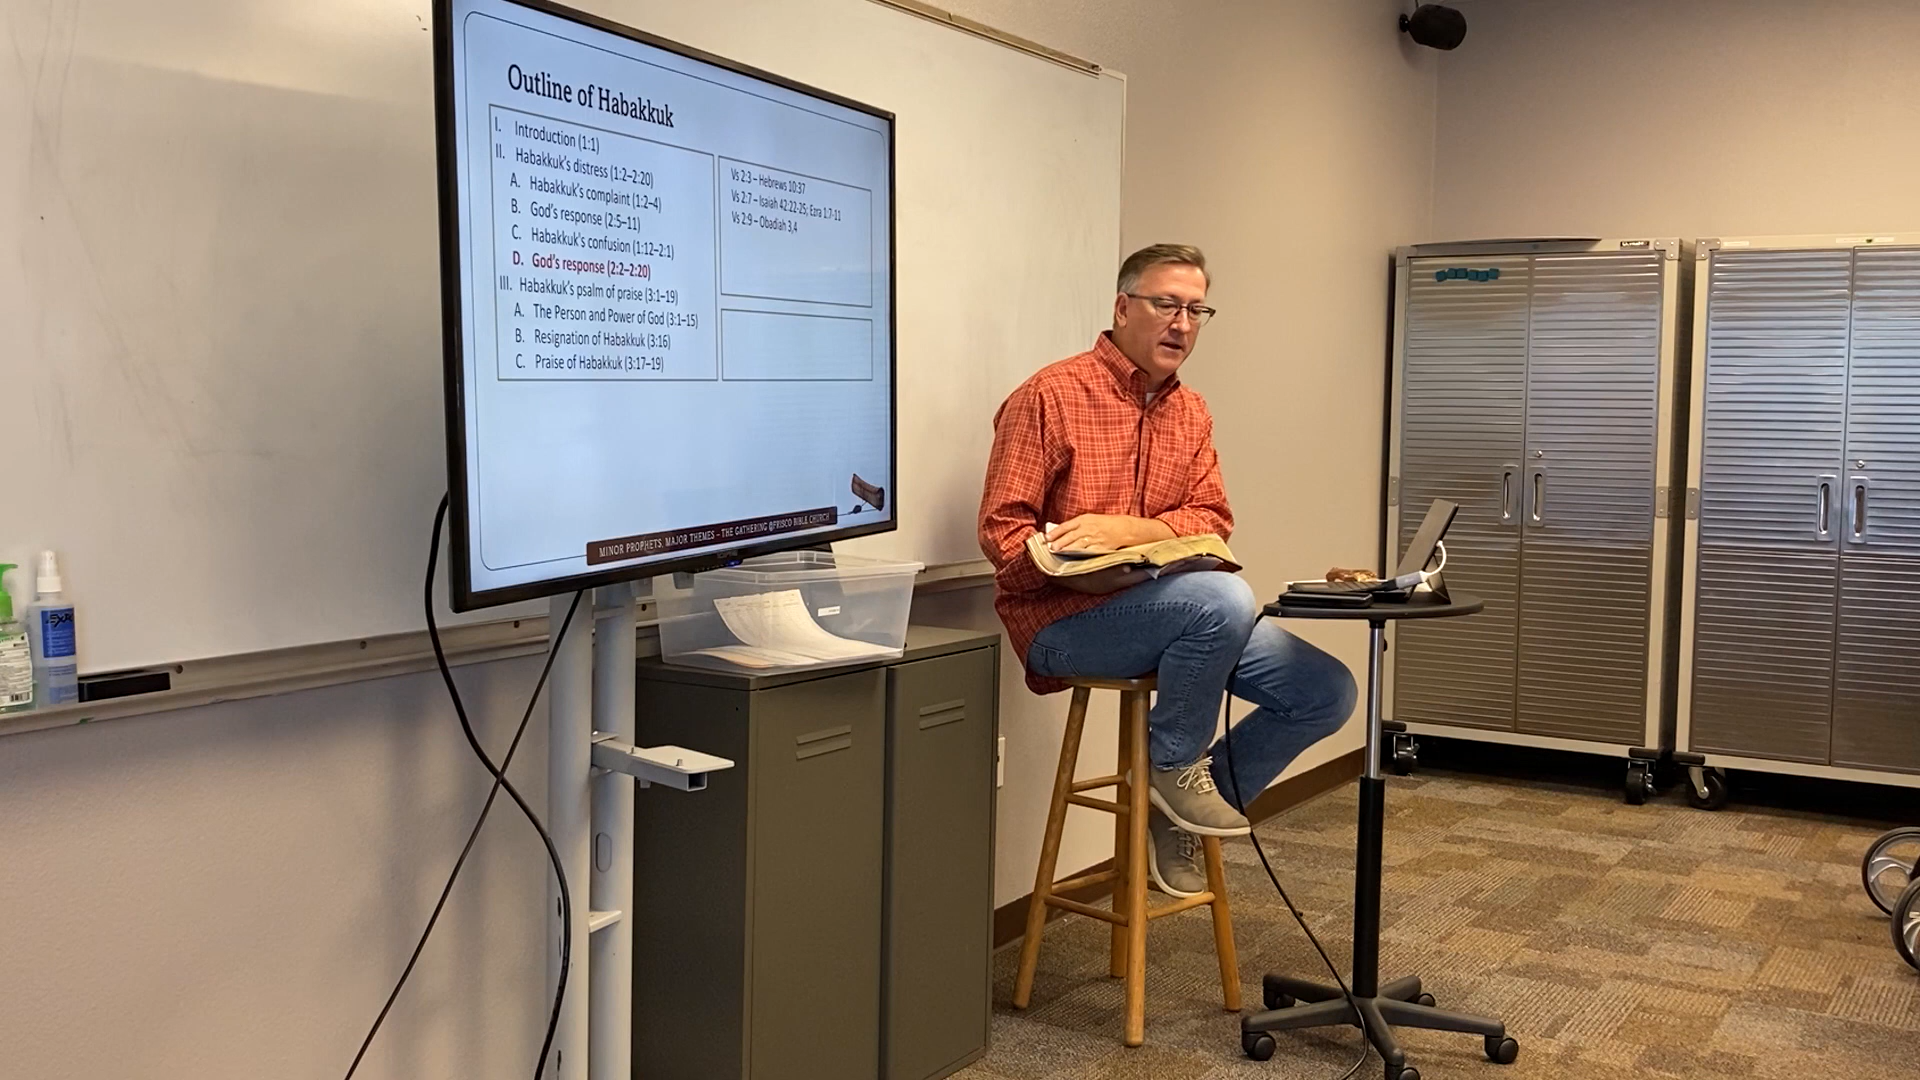 Outline of Habakkuk
I. Introduction (1:1)
II. Habakkuk's distress (1:2–2:20)
A. Habakkuk's complaint (1:2–4)
B. God's response (2:5–11)
C. Habakkuk's confusion (1:12–2:1)
D. God's response (2:2–2:20)
III. Habakkuk's psalm of praise (3:1–19)
A. The Person and Power of God (3:1–15)
B. Resignation of Habakkuk (3:16)
C. Praise of Habakkuk (3:17–19)
Vs 2:3 – Hebrews 10:37
Vs 2:7 – Isaiah 42:22-25; Ezra 1:7-11
Vs 2:9 – Obadiah 3,4
MINOR PROPHETS, MAJOR THEMES – THE GATHERING @FRISCO BIBLE CHURCH
EXPO